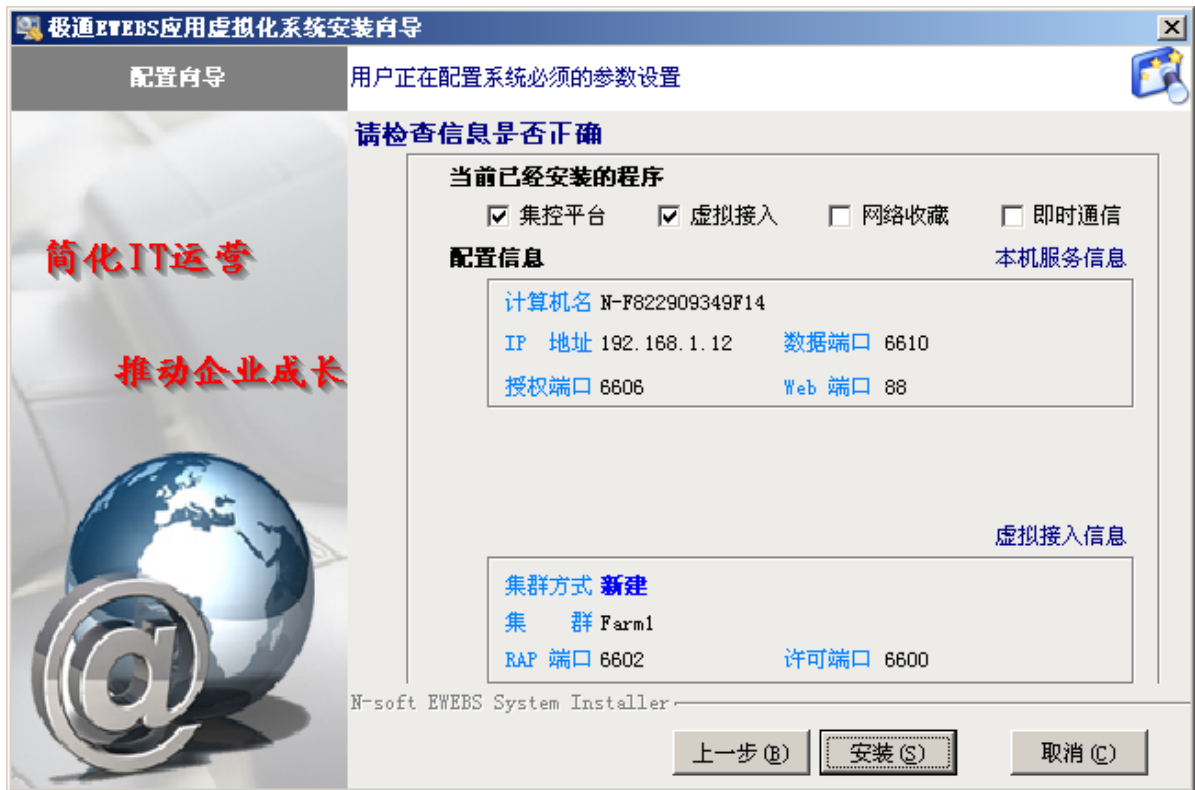 极通EWEBS应用虚拟化系统安装向导
配置向导
用户正在配置系统必须的参数设置
请检查信息是否正确
当前已经安装的程序
集控平台 虚拟接入 网络收藏 即时通信
配置信息 本机服务信息
计算机名 N-F822909349F14
IP 地址 192.168.1.12 数据端口 6610
授权端口 6606 Web 端口 88
简化IT运营
推动企业成长
虚拟接入信息
集群方式 新建
集 群 Farm1
RAP 端口 6602 许可端口 6600
N-soft EWEBS System Installer
上一步(B) 安装(S) 取消(C)
@